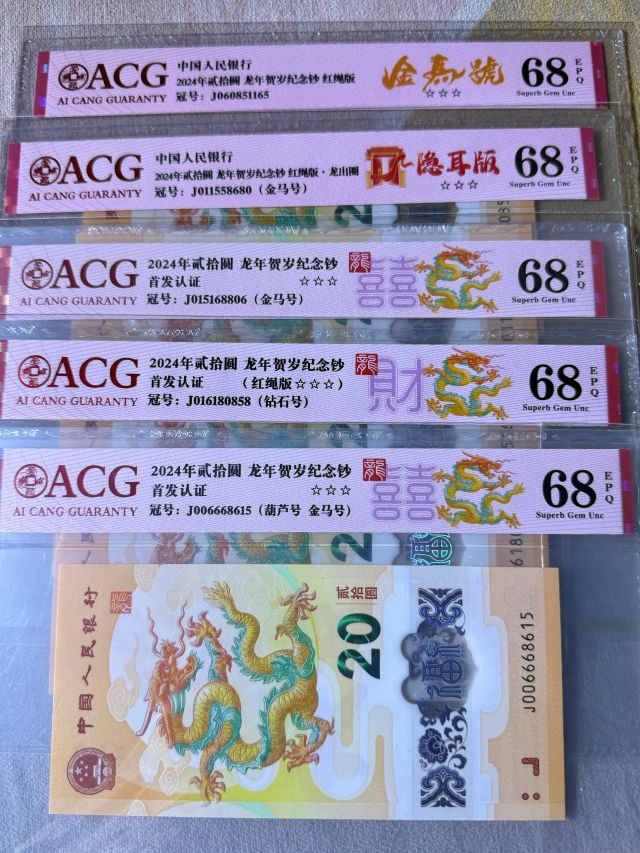 ACG
AI CANG GUARANTY
中国人民银行
2024年贰拾圆 龙年贺岁纪念钞 红绳版
冠号：J060851165
金马號
☆☆☆
68
EPQ
Superb Gem Unc
ACG
AI CANG GUARANTY
中国人民银行
2024年贰拾圆 龙年贺岁纪念钞 红绳版·龙出圈
冠号：J011558680（金马号）
隐耳版
☆☆☆
68
EPQ
Superb Gem Unc
ACG
AI CANG GUARANTY
2024年贰拾圆 龙年贺岁纪念钞
首发认证 ☆☆☆
冠号：J015168806（金马号）
龍
囍
68
EPQ
Superb Gem Unc
ACG
AI CANG GUARANTY
2024年贰拾圆 龙年贺岁纪念钞
首发认证 （红绳版☆☆☆）
冠号：J016180858（钻石号）
龍
財
68
EPQ
Superb Gem Unc
ACG
AI CANG GUARANTY
2024年贰拾圆 龙年贺岁纪念钞
首发认证 ☆☆☆
冠号：J006668615（葫芦号 金马号）
龍
囍
68
EPQ
Superb Gem Unc
中国人民银行
贰拾圆
20
J006668615